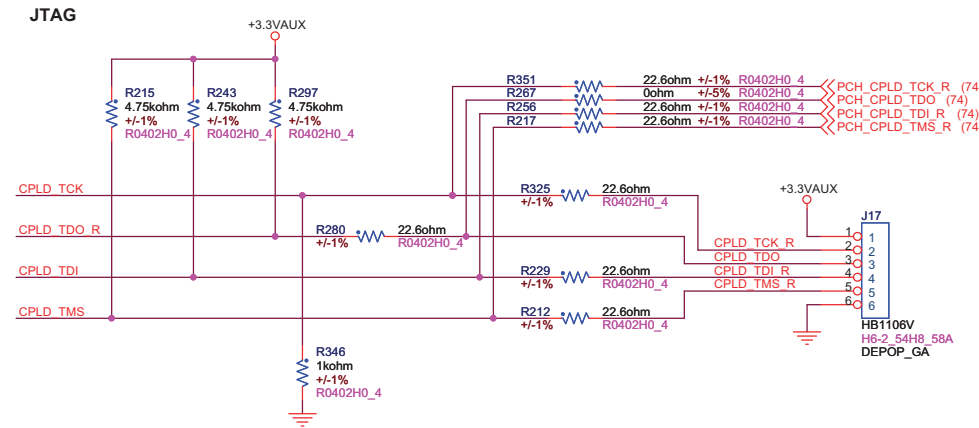 JTAG
+3.3VAUX
R215
4.75kohm
+/-1%
R0402H0_4
R243
4.75kohm
+/-1%
R0402H0_4
R297
4.75kohm
+/-1%
R0402H0_4
R351 22.6ohm +/-1% R0402H0_4 PCH_CPLD_TCK_R (74
R267 0ohm +/-5% R0402H0_4 PCH_CPLD_TDO (74)
R256 22.6ohm +/-1% R0402H0_4 PCH_CPLD_TDI_R (74)
R217 22.6ohm +/-1% R0402H0_4 PCH_CPLD_TMS_R (74
CPLD_TCK
R325 22.6ohm
+/-1% R0402H0_4
CPLD_TDO_R
R280 22.6ohm
+/-1% R0402H0_4
CPLD_TDI
R229 22.6ohm
+/-1% R0402H0_4
CPLD_TMS
R212 22.6ohm
+/-1% R0402H0_4
R346
1kohm
+/-1%
R0402H0_4
+3.3VAUX
J17
1 1
CPLD_TCK_R 2 2
CPLD_TDO 3 3
CPLD_TDI_R 4 4
CPLD_TMS_R 5 5
6 6
HB1106V
H6-2_54H8_58A
DEPOP_GA